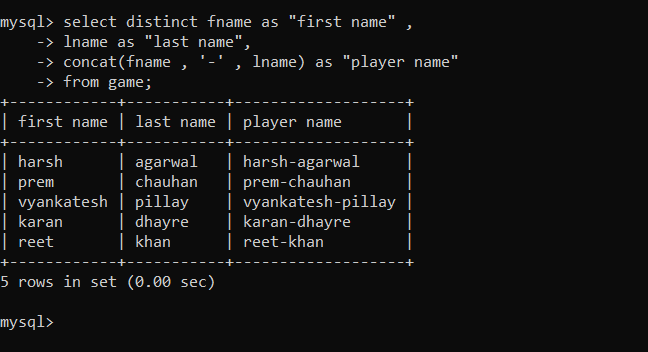 mysql> select distinct fname as "first name" ,
    -> lname as "last name",
    -> concat(fname , '-' , lname) as "player name"
    -> from game;
+------------+-----------+------------------+
| first name | last name | player name      |
+------------+-----------+------------------+
| harsh      | agarwal   | harsh-agarwal    |
| prem       | chauhan   | prem-chauhan     |
| vyankatesh | pillay    | vyankatesh-pillay |
| karan      | dhayre    | karan-dhayre     |
| reet       | khan      | reet-khan        |
+------------+-----------+------------------+
5 rows in set (0.00 sec)
mysql>